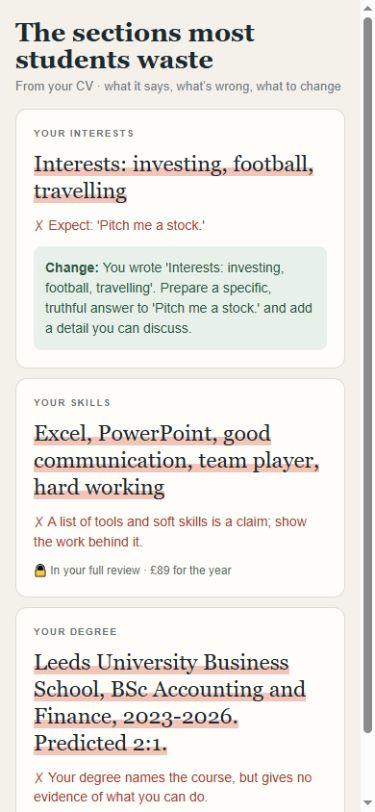 The sections most
students waste
From your CV · what it says, what's wrong, what to change
YOUR INTERESTS
Interests: investing, football,
travelling
✗ Expect: 'Pitch me a stock.'
Change: You wrote 'Interests: investing,
football, travelling'. Prepare a specific,
truthful answer to 'Pitch me a stock.' and add
a detail you can discuss.
YOUR SKILLS
Excel, PowerPoint, good
communication, team player,
hard working
✗ A list of tools and soft skills is a claim; show
the work behind it.
🔒 In your full review · £89 for the year
YOUR DEGREE
Leeds University Business
School, BSc Accounting and
Finance, 2023-2026.
Predicted 2:1.
✗ Your degree names the course, but gives no
evidence of what you can do.